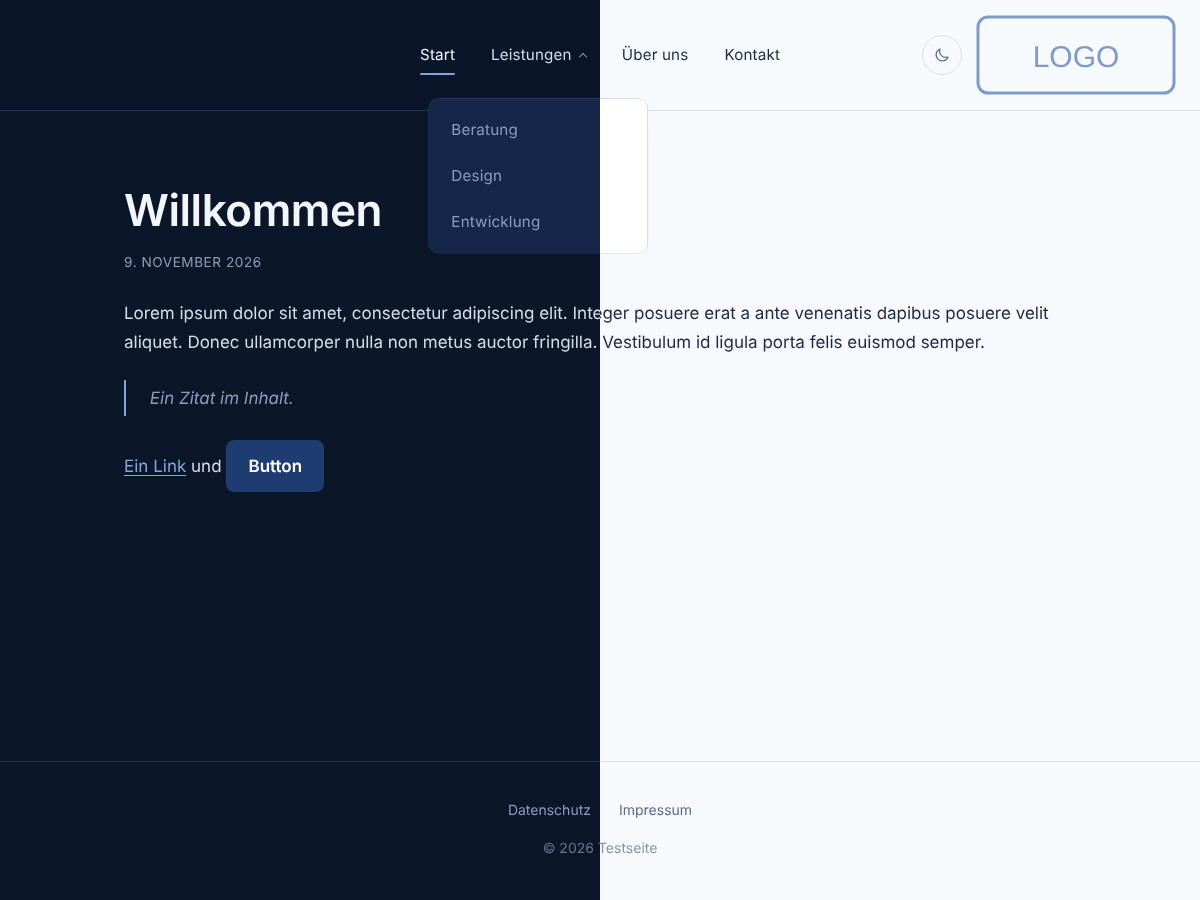 Start Leistungen Über uns Kontakt LOGO
Beratung
Design
Entwicklung
Willkommen
9. NOVEMBER 2026
Lorem ipsum dolor sit amet, consectetur adipiscing elit. Integer posuere erat a ante venenatis dapibus posuere velit
aliquet. Donec ullamcorper nulla non metus auctor fringilla. Vestibulum id ligula porta felis euismod semper.
Ein Zitat im Inhalt.
Ein Link und Button
Datenschutz Impressum
© 2026 Testseite